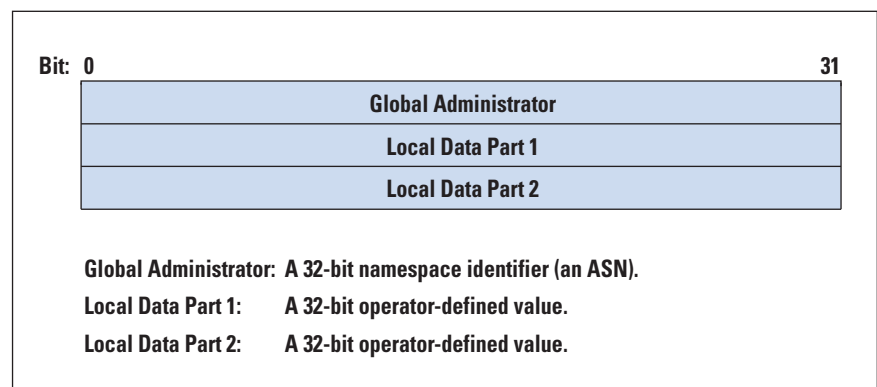 Bit: 0 31
Global Administrator
Local Data Part 1
Local Data Part 2
Global Administrator: A 32-bit namespace identifier (an ASN).
Local Data Part 1: A 32-bit operator-defined value.
Local Data Part 2: A 32-bit operator-defined value.